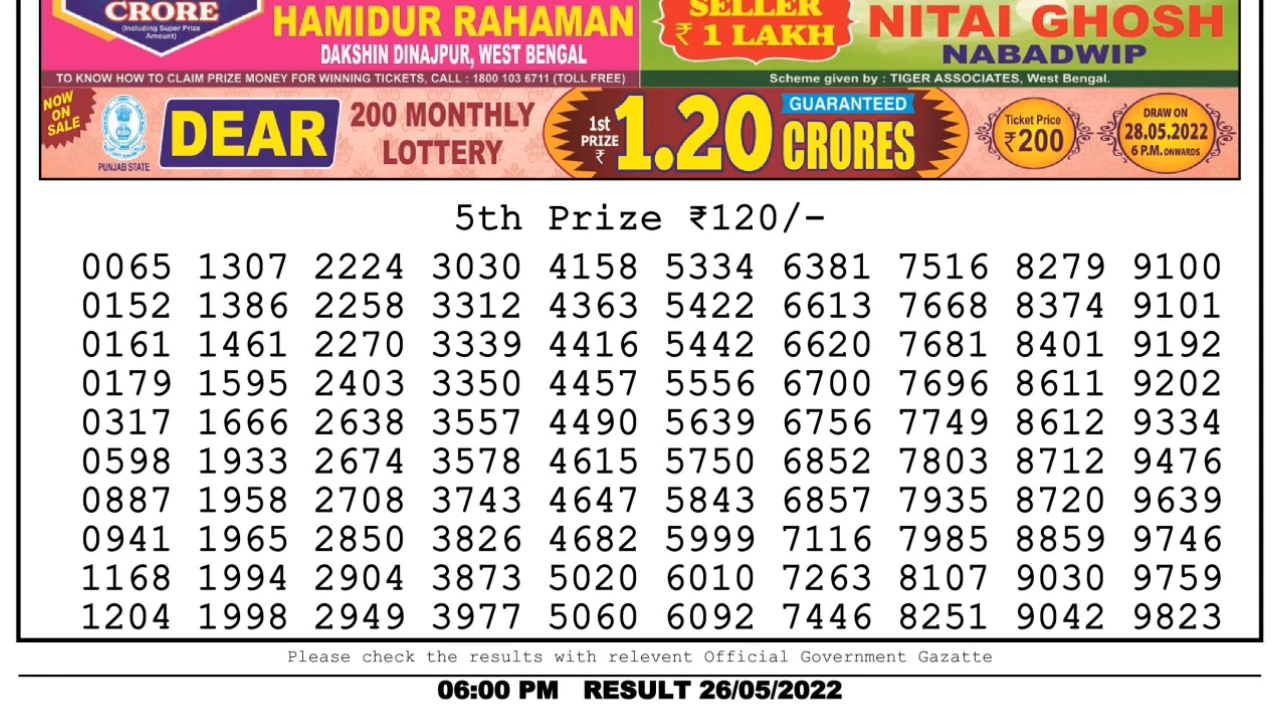 CRORE
(Including Super Prize
Amount)
HAMIDUR RAHAMAN
DAKSHIN DINAJPUR, WEST BENGAL
SELLER
₹ 1 LAKH
NITAI GHOSH
NABADWIP
TO KNOW HOW TO CLAIM PRIZE MONEY FOR WINNING TICKETS, CALL : 1800 103 6711 (TOLL FREE)
Scheme given by : TIGER ASSOCIATES, West Bengal.
NOW
ON
SALE
PUNJAB STATE
DEAR
200 MONTHLY
LOTTERY
1st
PRIZE
₹
1.20
GUARANTEED
CRORES
Ticket Price
₹200
DRAW ON
28.05.2022
6 P.M. ONWARDS
5th Prize ₹120/-
0065 1307 2224 3030 4158 5334 6381 7516 8279 9100
0152 1386 2258 3312 4363 5422 6613 7668 8374 9101
0161 1461 2270 3339 4416 5442 6620 7681 8401 9192
0179 1595 2403 3350 4457 5556 6700 7696 8611 9202
0317 1666 2638 3557 4490 5639 6756 7749 8612 9334
0598 1933 2674 3578 4615 5750 6852 7803 8712 9476
0887 1958 2708 3743 4647 5843 6857 7935 8720 9639
0941 1965 2850 3826 4682 5999 7116 7985 8859 9746
1168 1994 2904 3873 5020 6010 7263 8107 9030 9759
1204 1998 2949 3977 5060 6092 7446 8251 9042 9823
Please check the results with relevent Official Government Gazatte
06:00 PM RESULT 26/05/2022